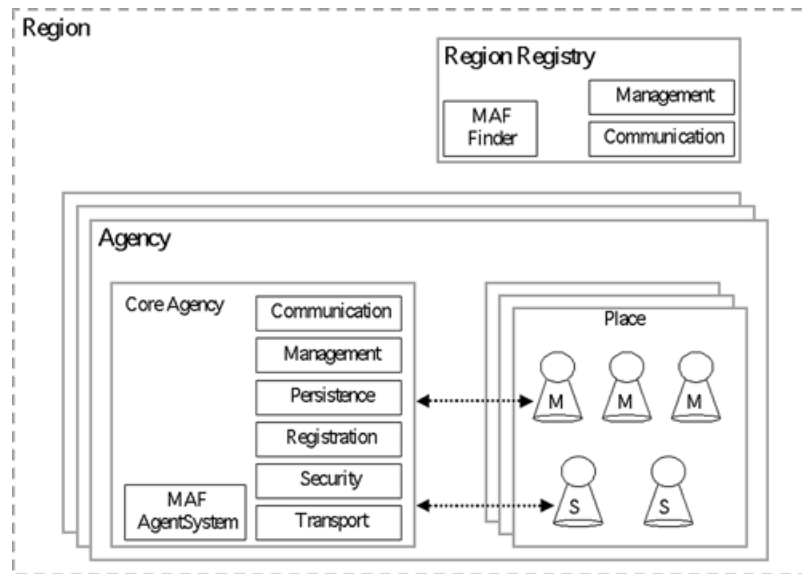 Region
Region Registry
MAF
Finder
Management
Communication
Agency
Core Agency
Communication
Management
Persistence
Registration
Security
Transport
MAF
AgentSystem
Place
M
M
M
S
S